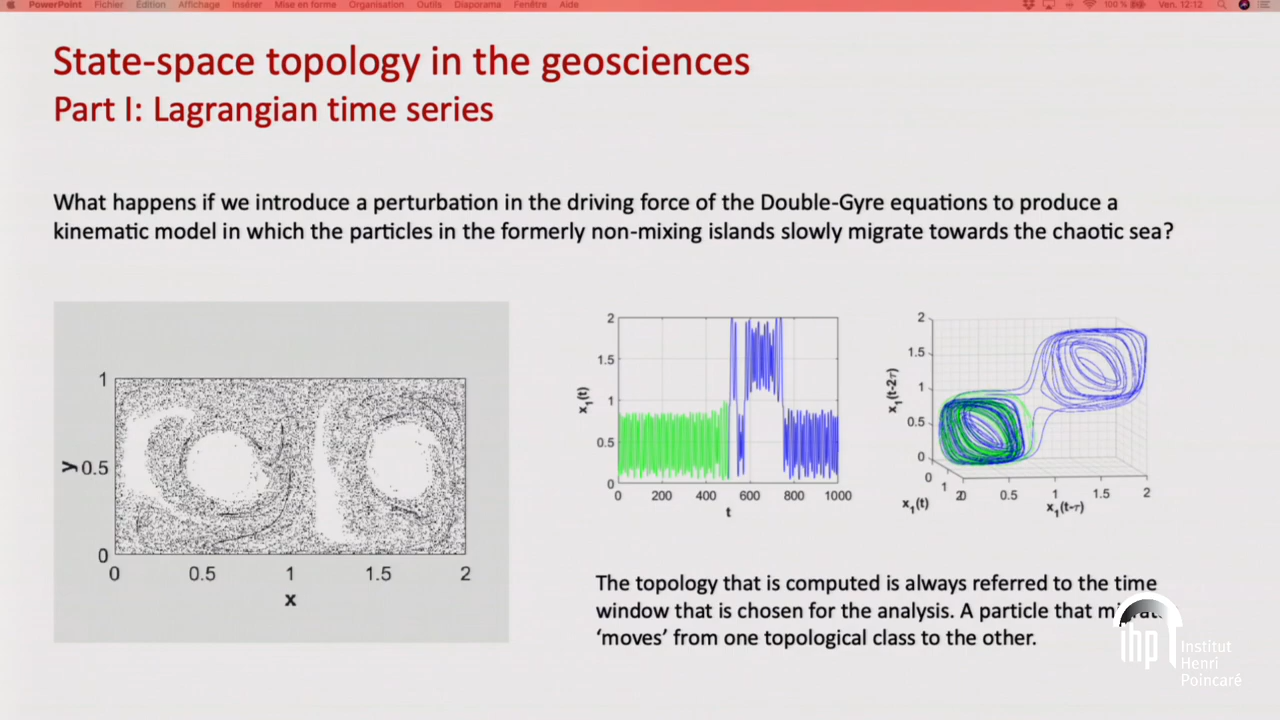 PowerPoint Fichier Édition Affichage Insérer Mise en forme Organisation Outils Diaporama Fenêtre Aide 100 % Ven. 12:12
State-space topology in the geosciences
Part I: Lagrangian time series
What happens if we introduce a perturbation in the driving force of the Double-Gyre equations to produce a
kinematic model in which the particles in the formerly non-mixing islands slowly migrate towards the chaotic sea?
1
y 0.5
0
0 0.5 1 1.5 2
x
2
1.5
x₁(t) 1
0.5
0
0 200 400 600 800 1000
t
2
1.5
x₁(t-2τ) 1
0.5
0
0 1 2
x₁(t)
0 0.5 1 1.5 2
x₁(t-τ)
The topology that is computed is always referred to the time
window that is chosen for the analysis. A particle that
'moves' from one topological class to the other.
ihp
Institut
Henri
Poincaré